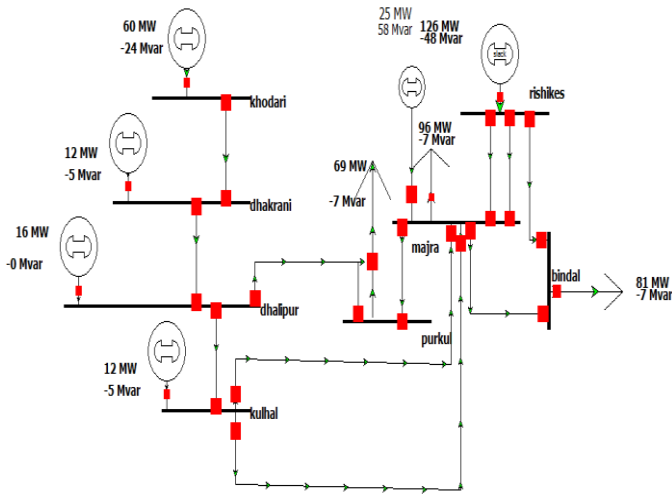 60 MW
-24 Mvar
khodari
12 MW
-5 Mvar
dhakrani
16 MW
-0 Mvar
dhalipur
12 MW
-5 Mvar
kulhal
25 MW
58 Mvar
126 MW
-48 Mvar
slack
rishikes
96 MW
-7 Mvar
69 MW
-7 Mvar
majra
purkul
bindal
81 MW
-7 Mvar